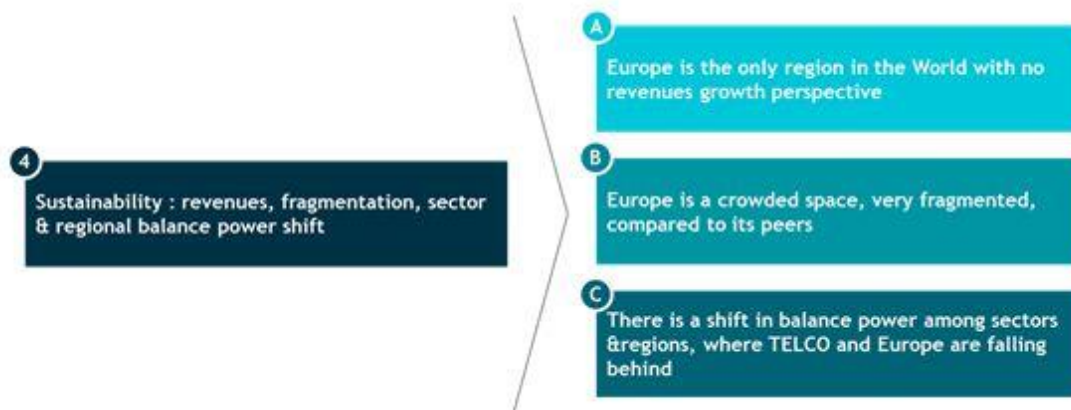 4
Sustainability : revenues, fragmentation, sector
& regional balance power shift
A
Europe is the only region in the World with no
revenues growth perspective
B
Europe is a crowded space, very fragmented,
compared to its peers
C
There is a shift in balance power among sectors
&regions, where TELCO and Europe are falling
behind